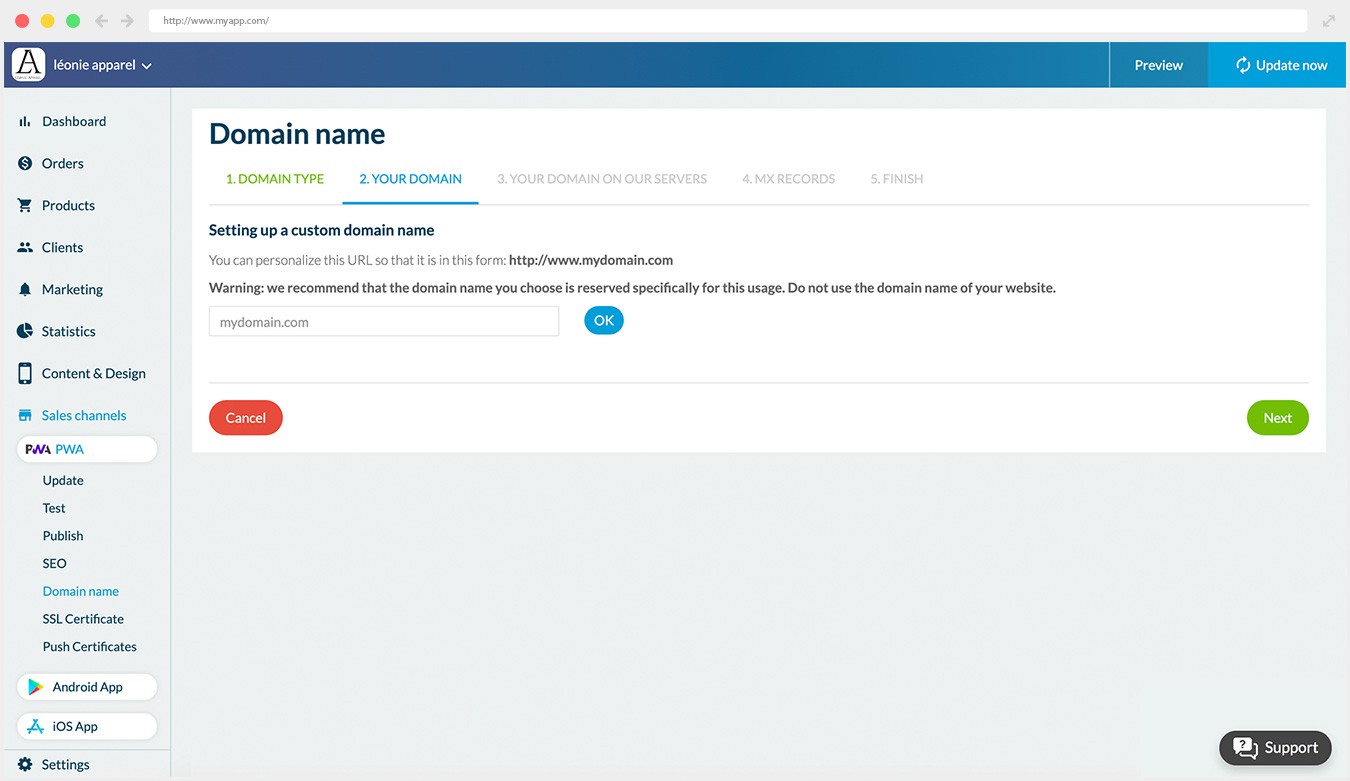 http://www.myapp.com/
léonie apparel
Preview
Update now
Dashboard
Orders
Products
Clients
Marketing
Statistics
Content & Design
Sales channels
PWA PWA
Update
Test
Publish
SEO
Domain name
SSL Certificate
Push Certificates
Android App
iOS App
Settings
Domain name
1. DOMAIN TYPE
2. YOUR DOMAIN
3. YOUR DOMAIN ON OUR SERVERS
4. MX RECORDS
5. FINISH
Setting up a custom domain name
You can personalize this URL so that it is in this form: http://www.mydomain.com
Warning: we recommend that the domain name you choose is reserved specifically for this usage. Do not use the domain name of your website.
mydomain.com
OK
Cancel
Next
Support